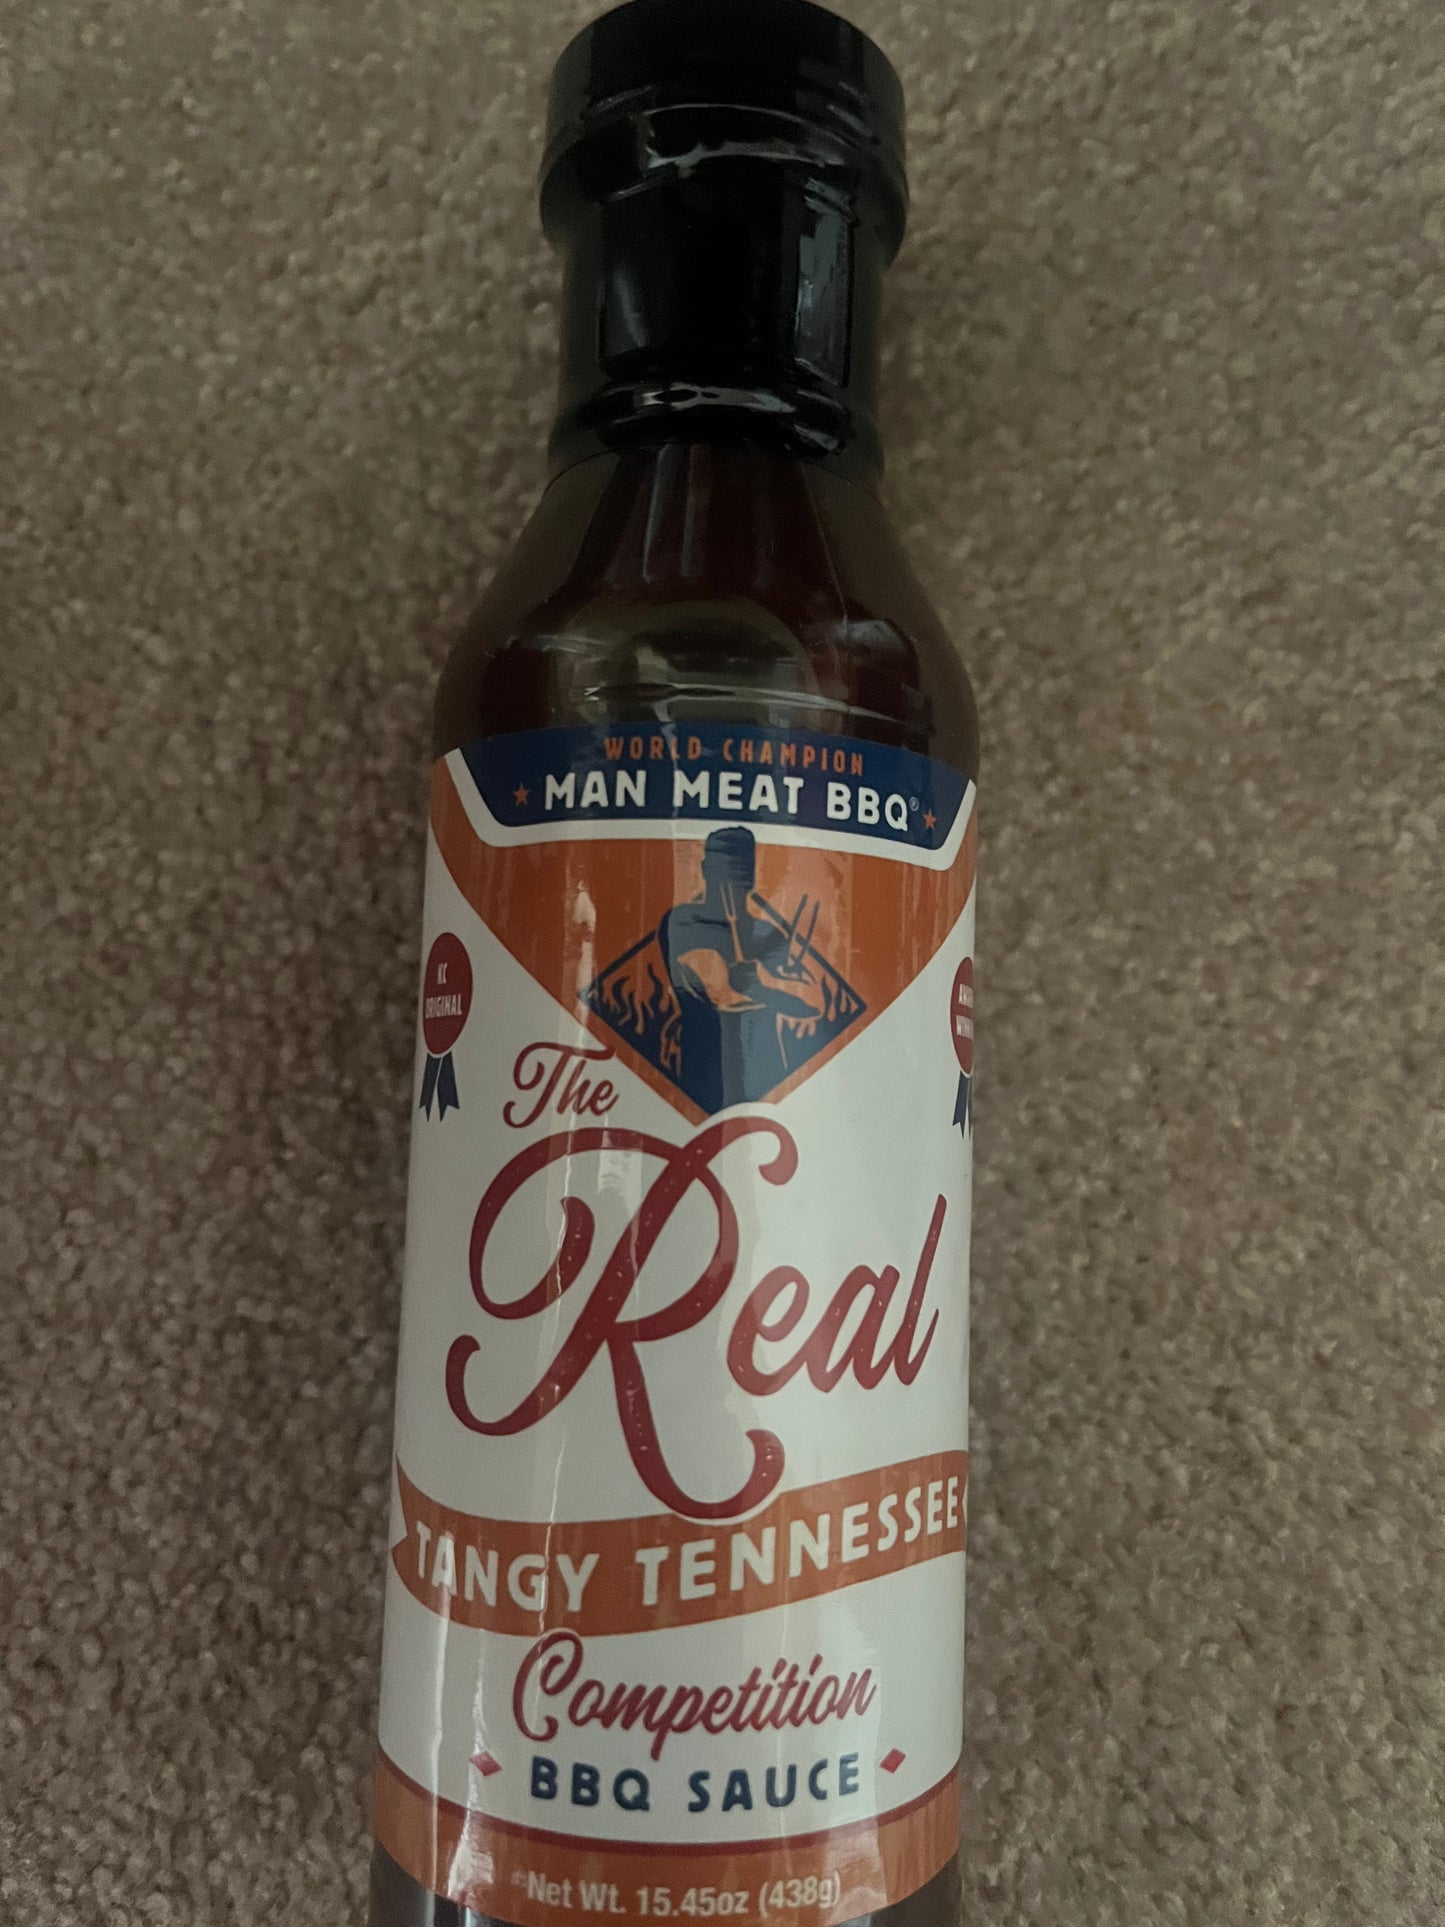 WORLD CHAMPION
MAN MEAT BBQ®
KC
ORIGINAL
The
Real
TANGY TENNESSEE
Competition
BBQ SAUCE
Net Wt. 15.45oz (438g)